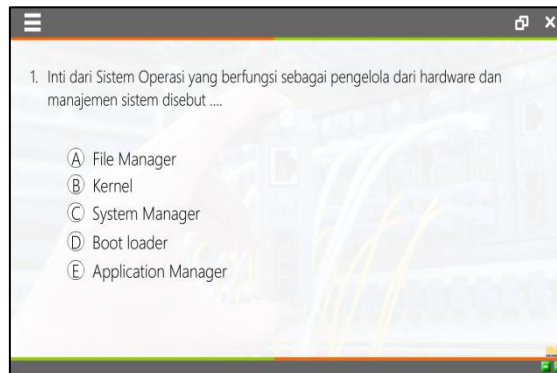 1. Inti dari Sistem Operasi yang berfungsi sebagai pengelola dari hardware dan
manajemen sistem disebut ....
A File Manager
B Kernel
C System Manager
D Boot loader
E Application Manager